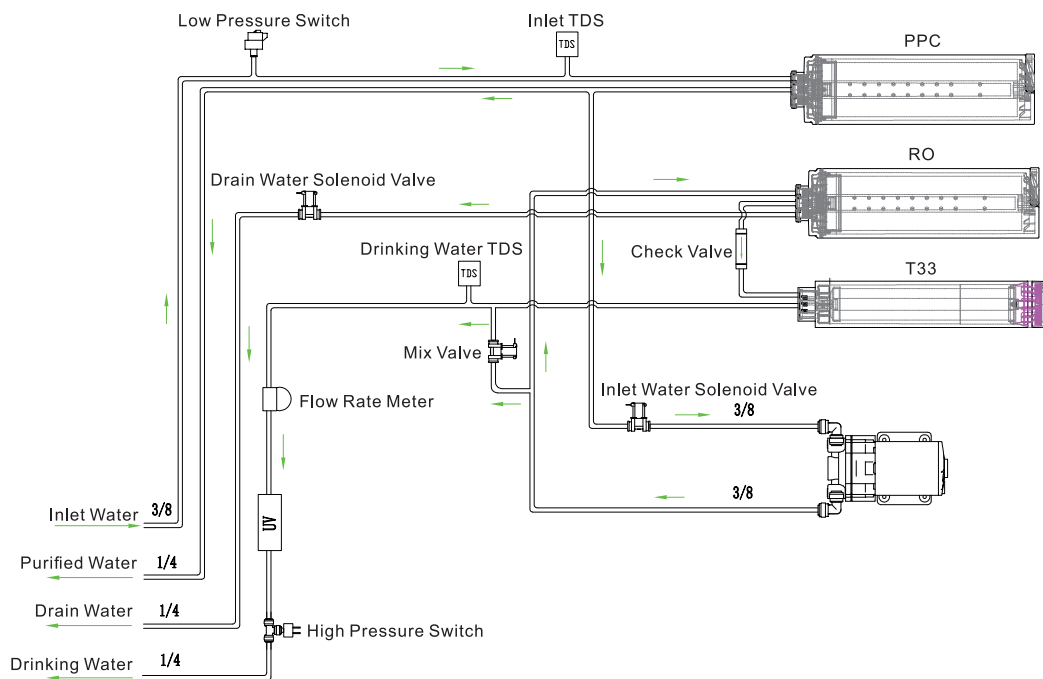 Low Pressure Switch
Inlet TDS
TDS
PPC
RO
Drain Water Solenoid Valve
Check Valve
Drinking Water TDS
TDS
T33
Mix Valve
Flow Rate Meter
Inlet Water Solenoid Valve
3/8
3/8
Inlet Water
3/8
UV
Purified Water
1/4
Drain Water
1/4
High Pressure Switch
Drinking Water
1/4